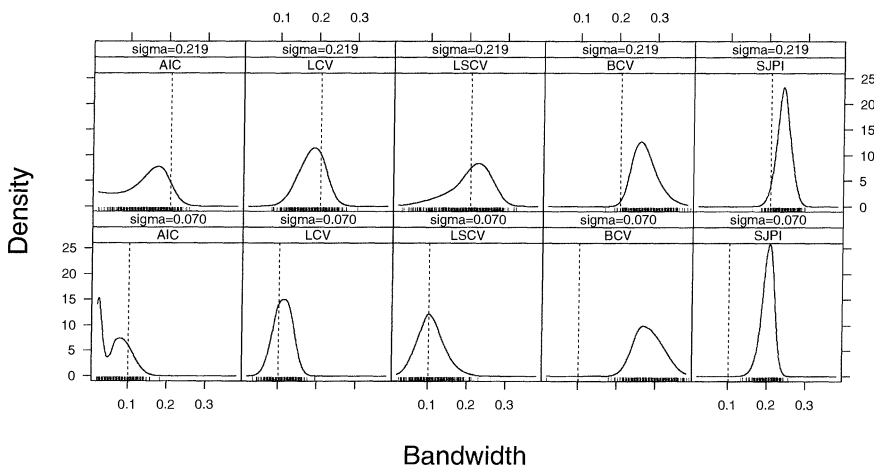 0.1 0.2 0.3 0.1 0.2 0.3
sigma=0.219 sigma=0.219 sigma=0.219 sigma=0.219 sigma=0.219
AIC LCV LSCV BCV SJPI
25
20
15
10
5
0
sigma=0.070 sigma=0.070 sigma=0.070 sigma=0.070 sigma=0.070
AIC LCV LSCV BCV SJPI
25
20
15
10
5
0
0.1 0.2 0.3 0.1 0.2 0.3 0.1 0.2 0.3
Density
Bandwidth